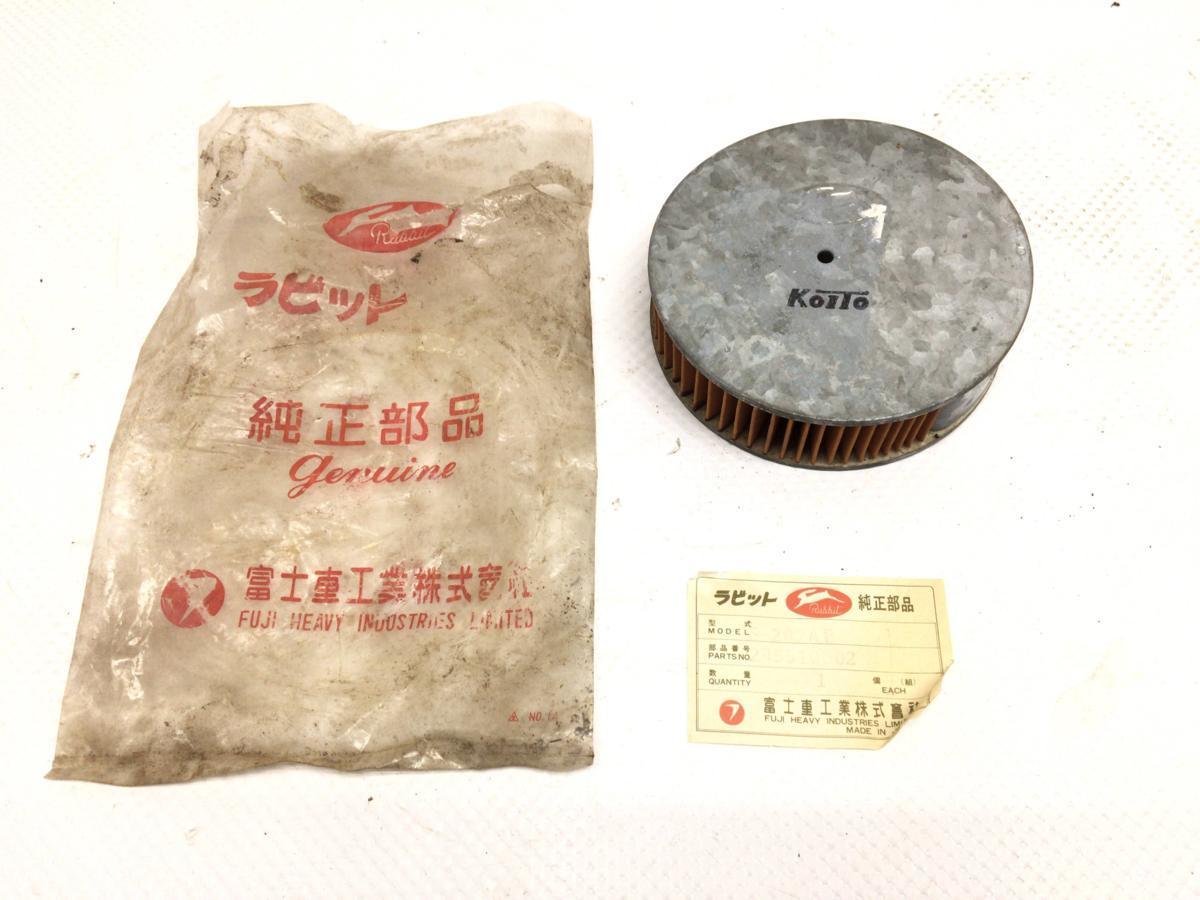 Rabbit
ラビット
純正部品
genuine
富士重工業株式會社
FUJI HEAVY INDUSTRIES LIMITED
NO.1A
KoiTo
ラビット Rabbit 純正部品
型式
MODEL
部品番号
PARTS NO.
数量 1 個(組)
QUANTITY EACH
富士重工業株式會社
FUJI HEAVY INDUSTRIES LIMI
MADE IN